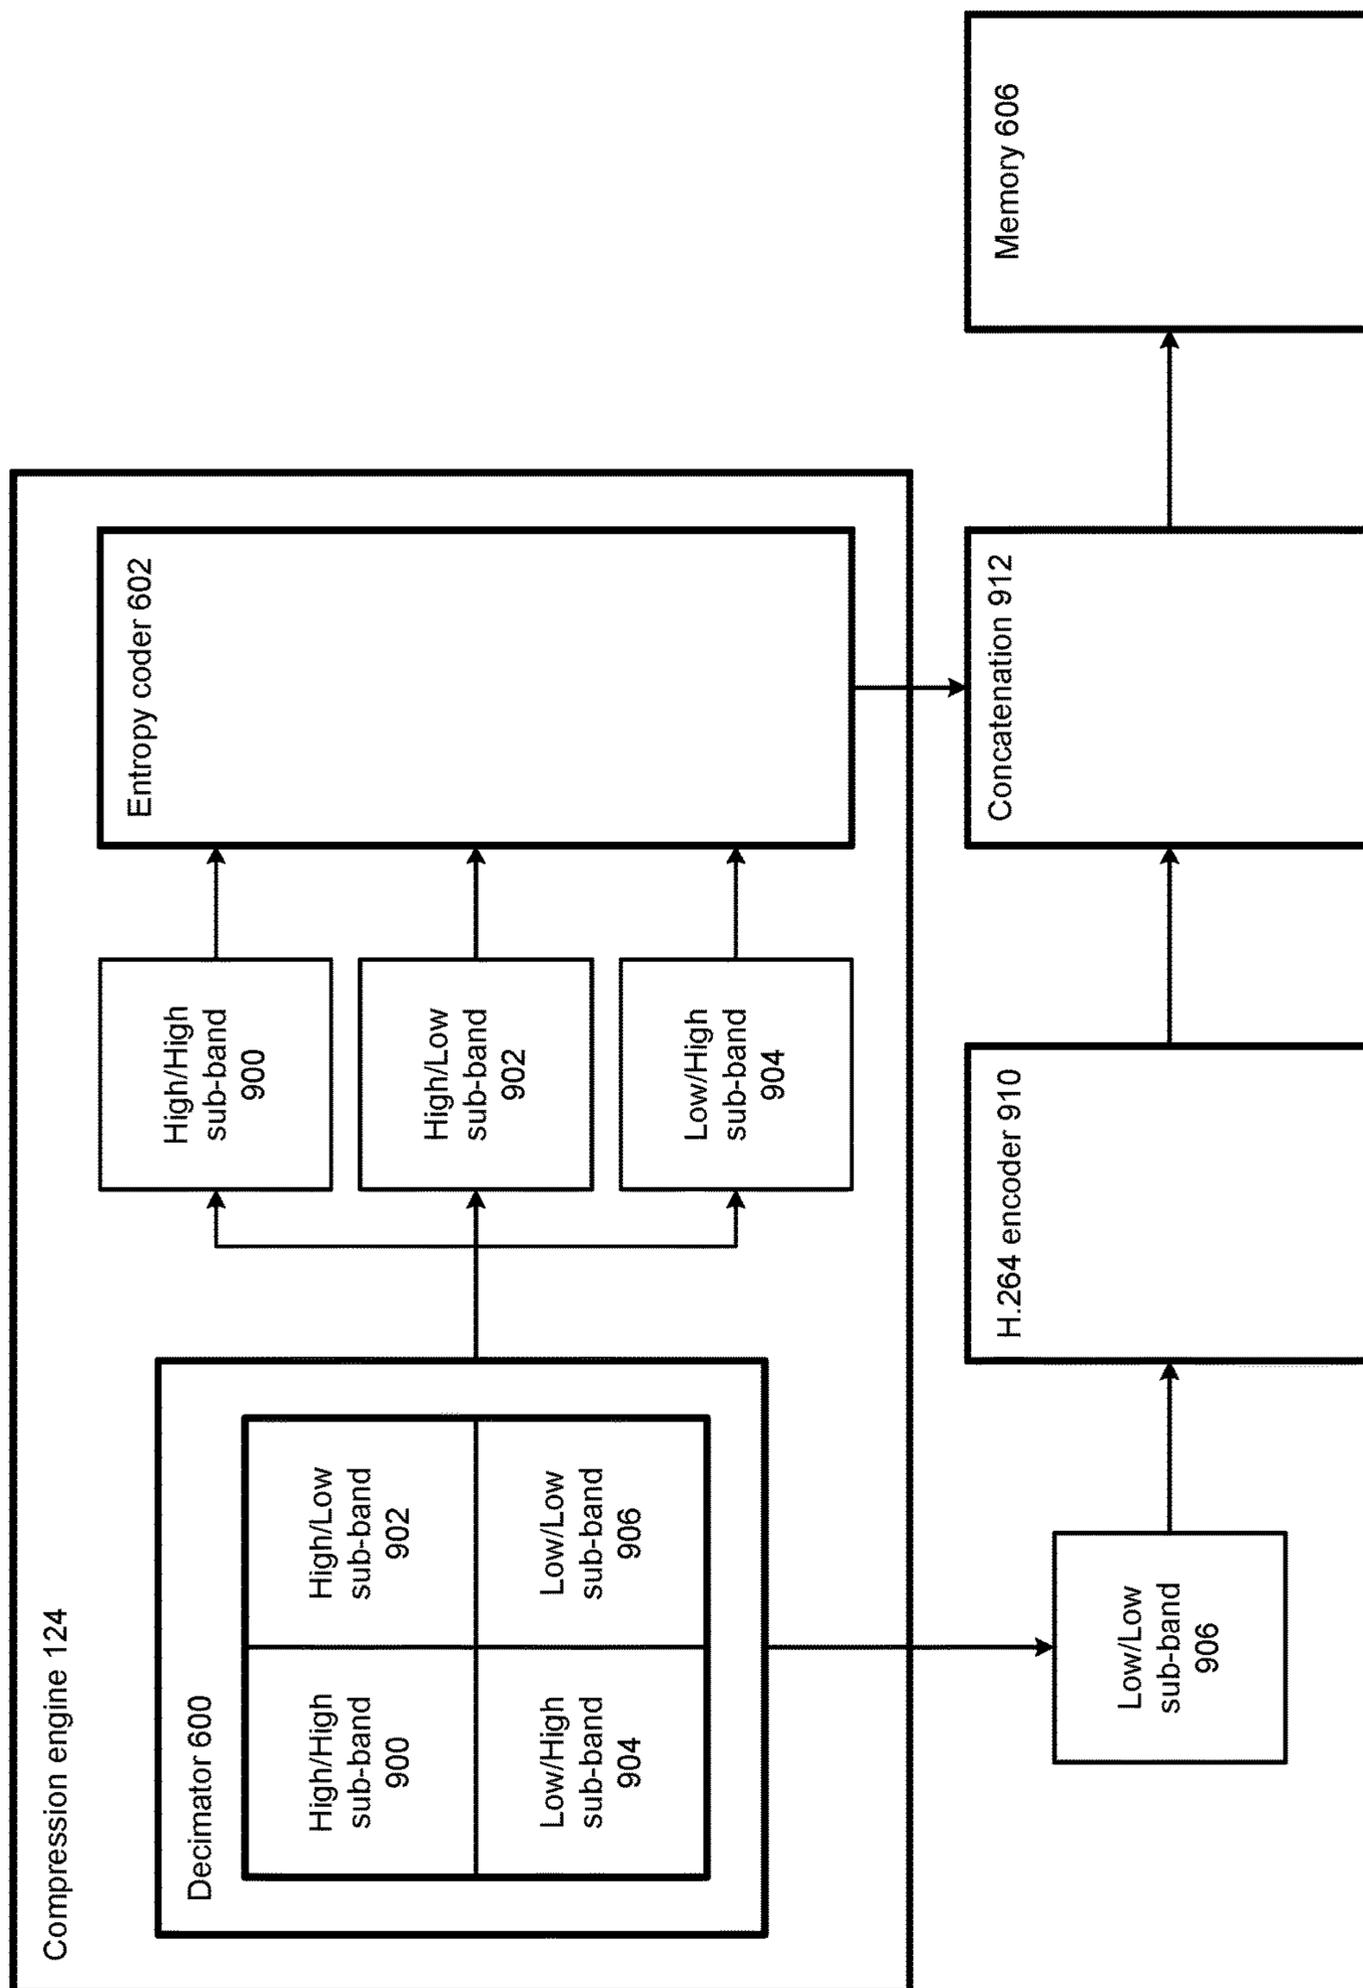 Compression engine 124
Decimator 600
High/High
sub-band
900
High/Low
sub-band
902
Low/High
sub-band
904
Low/Low
sub-band
906
High/High
sub-band
900
High/Low
sub-band
902
Low/High
sub-band
904
Entropy coder 602
Low/Low
sub-band
906
H.264 encoder 910
Concatenation 912
Memory 606